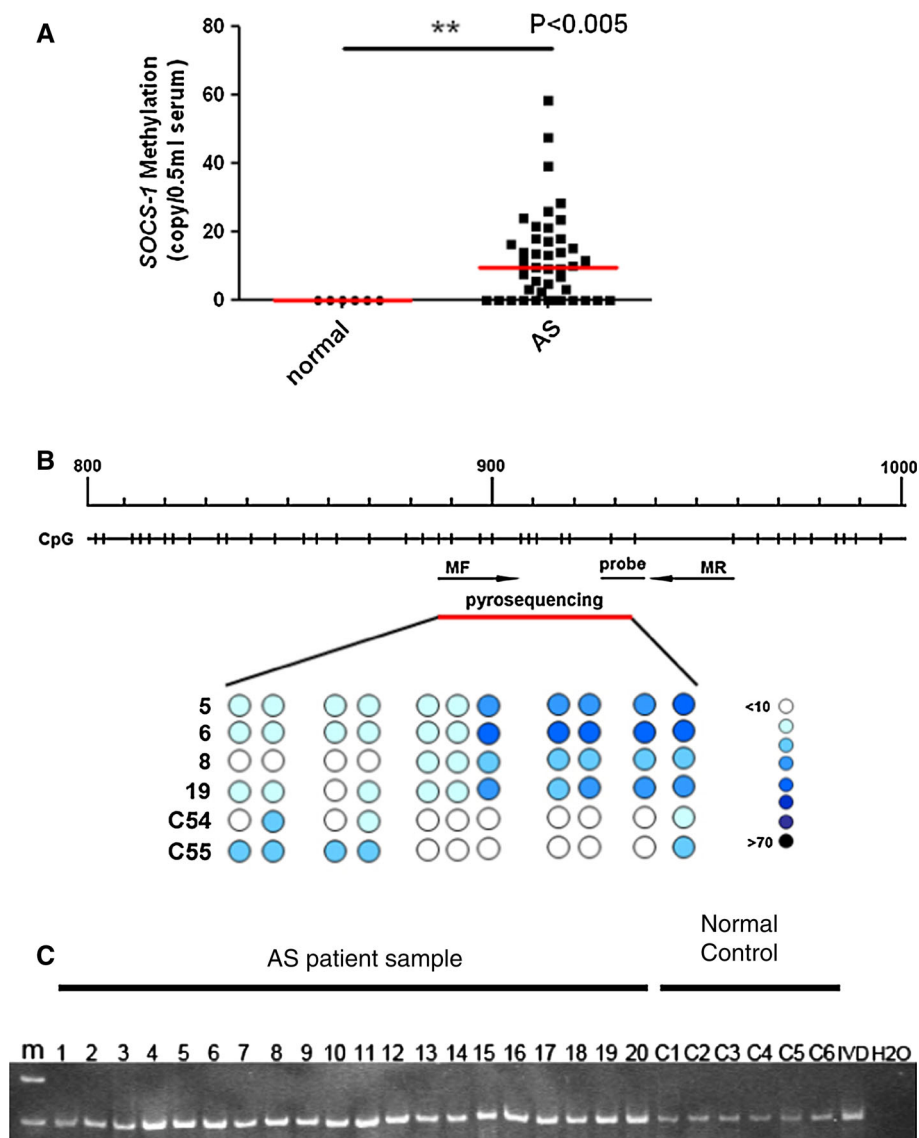 A
** P<0.005
SOCS-1 Methylation
(copy/0.5ml serum)
80
60
40
20
0
normal
AS
B
800
900
1000
CpG
MF
probe
MR
pyrosequencing
5
6
8
19
C54
C55
<10
>70
C
AS patient sample
Normal
Control
m 1 2 3 4 5 6 7 8 9 10 11 12 13 14 15 16 17 18 19 20 C1 C2 C3 C4 C5 C6 IVD H2O